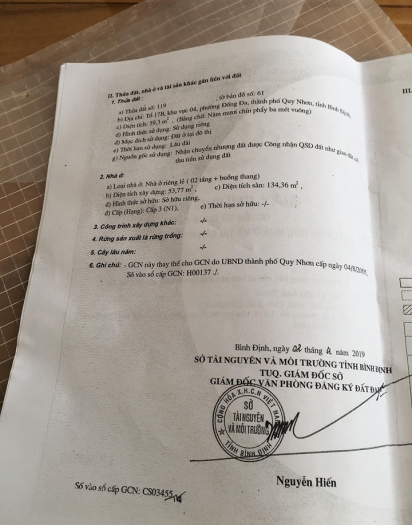 II. Thửa đất, nhà ở và tài sản khác gắn liền với đất
1. Thửa đất:
a) Thửa đất số: 119 , tờ bản đồ số: 61
b) Địa chỉ: Tổ 17B, khu vực 04, phường Đống Đa, thành phố Quy Nhơn, tỉnh Bình Định,
c) Diện tích: 59,3 m² , (Bằng chữ: Năm mươi chín phẩy ba mét vuông)
d) Hình thức sử dụng: Sử dụng riêng
đ) Mục đích sử dụng: Đất ở tại đô thị
e) Thời hạn sử dụng: Lâu dài
g) Nguồn gốc sử dụng: Nhận chuyển nhượng đất được Công nhận QSD đất như giao đất có
thu tiền sử dụng đất
2. Nhà ở:
a) Loại nhà ở: Nhà ở riêng lẻ ( 02 tầng + buồng thang)
b) Diện tích xây dựng: 53,77 m² , c) Diện tích sàn: 134,36 m² ,
d) Hình thức sở hữu: Sở hữu riêng,
đ) Cấp (Hạng): Cấp 3 (N1), e) Thời hạn sở hữu: -/-
3. Công trình xây dựng khác: -/-
4. Rừng sản xuất là rừng trồng: -/-
5. Cây lâu năm: -/-
6. Ghi chú: - GCN này thay thế cho GCN do UBND thành phố Quy Nhơn cấp ngày 04/8/
Số vào sổ cấp GCN: H00137 ./.
III.
Bình Định, ngày 02 tháng 4 năm 2019
SỞ TÀI NGUYÊN VÀ MÔI TRƯỜNG TỈNH BÌNH ĐỊNH
TUQ. GIÁM ĐỐC SỞ
GIÁM ĐỐC VĂN PHÒNG ĐĂNG KÝ ĐẤT ĐAI
CỘNG HÒA X.H.C.N VIỆT NAM
SỞ
TÀI NGUYÊN
VÀ MÔI TRƯỜNG
TỈNH BÌNH ĐỊNH
Nguyễn Hiến
Số vào sổ cấp GCN: CS03455